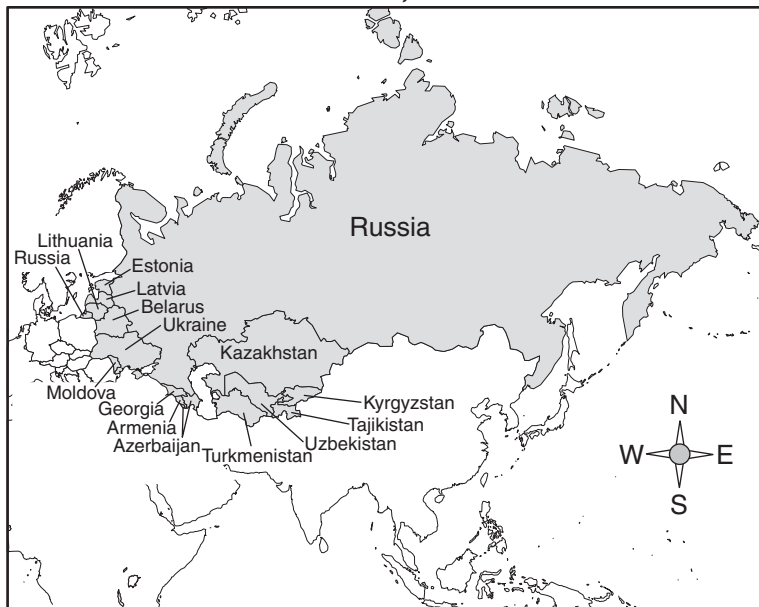 Russia
Lithuania
Russia
Estonia
Latvia
Belarus
Ukraine
Kazakhstan
Moldova
Georgia
Armenia
Azerbaijan
Turkmenistan
Uzbekistan
Tajikistan
Kyrgyzstan
N
W E
S